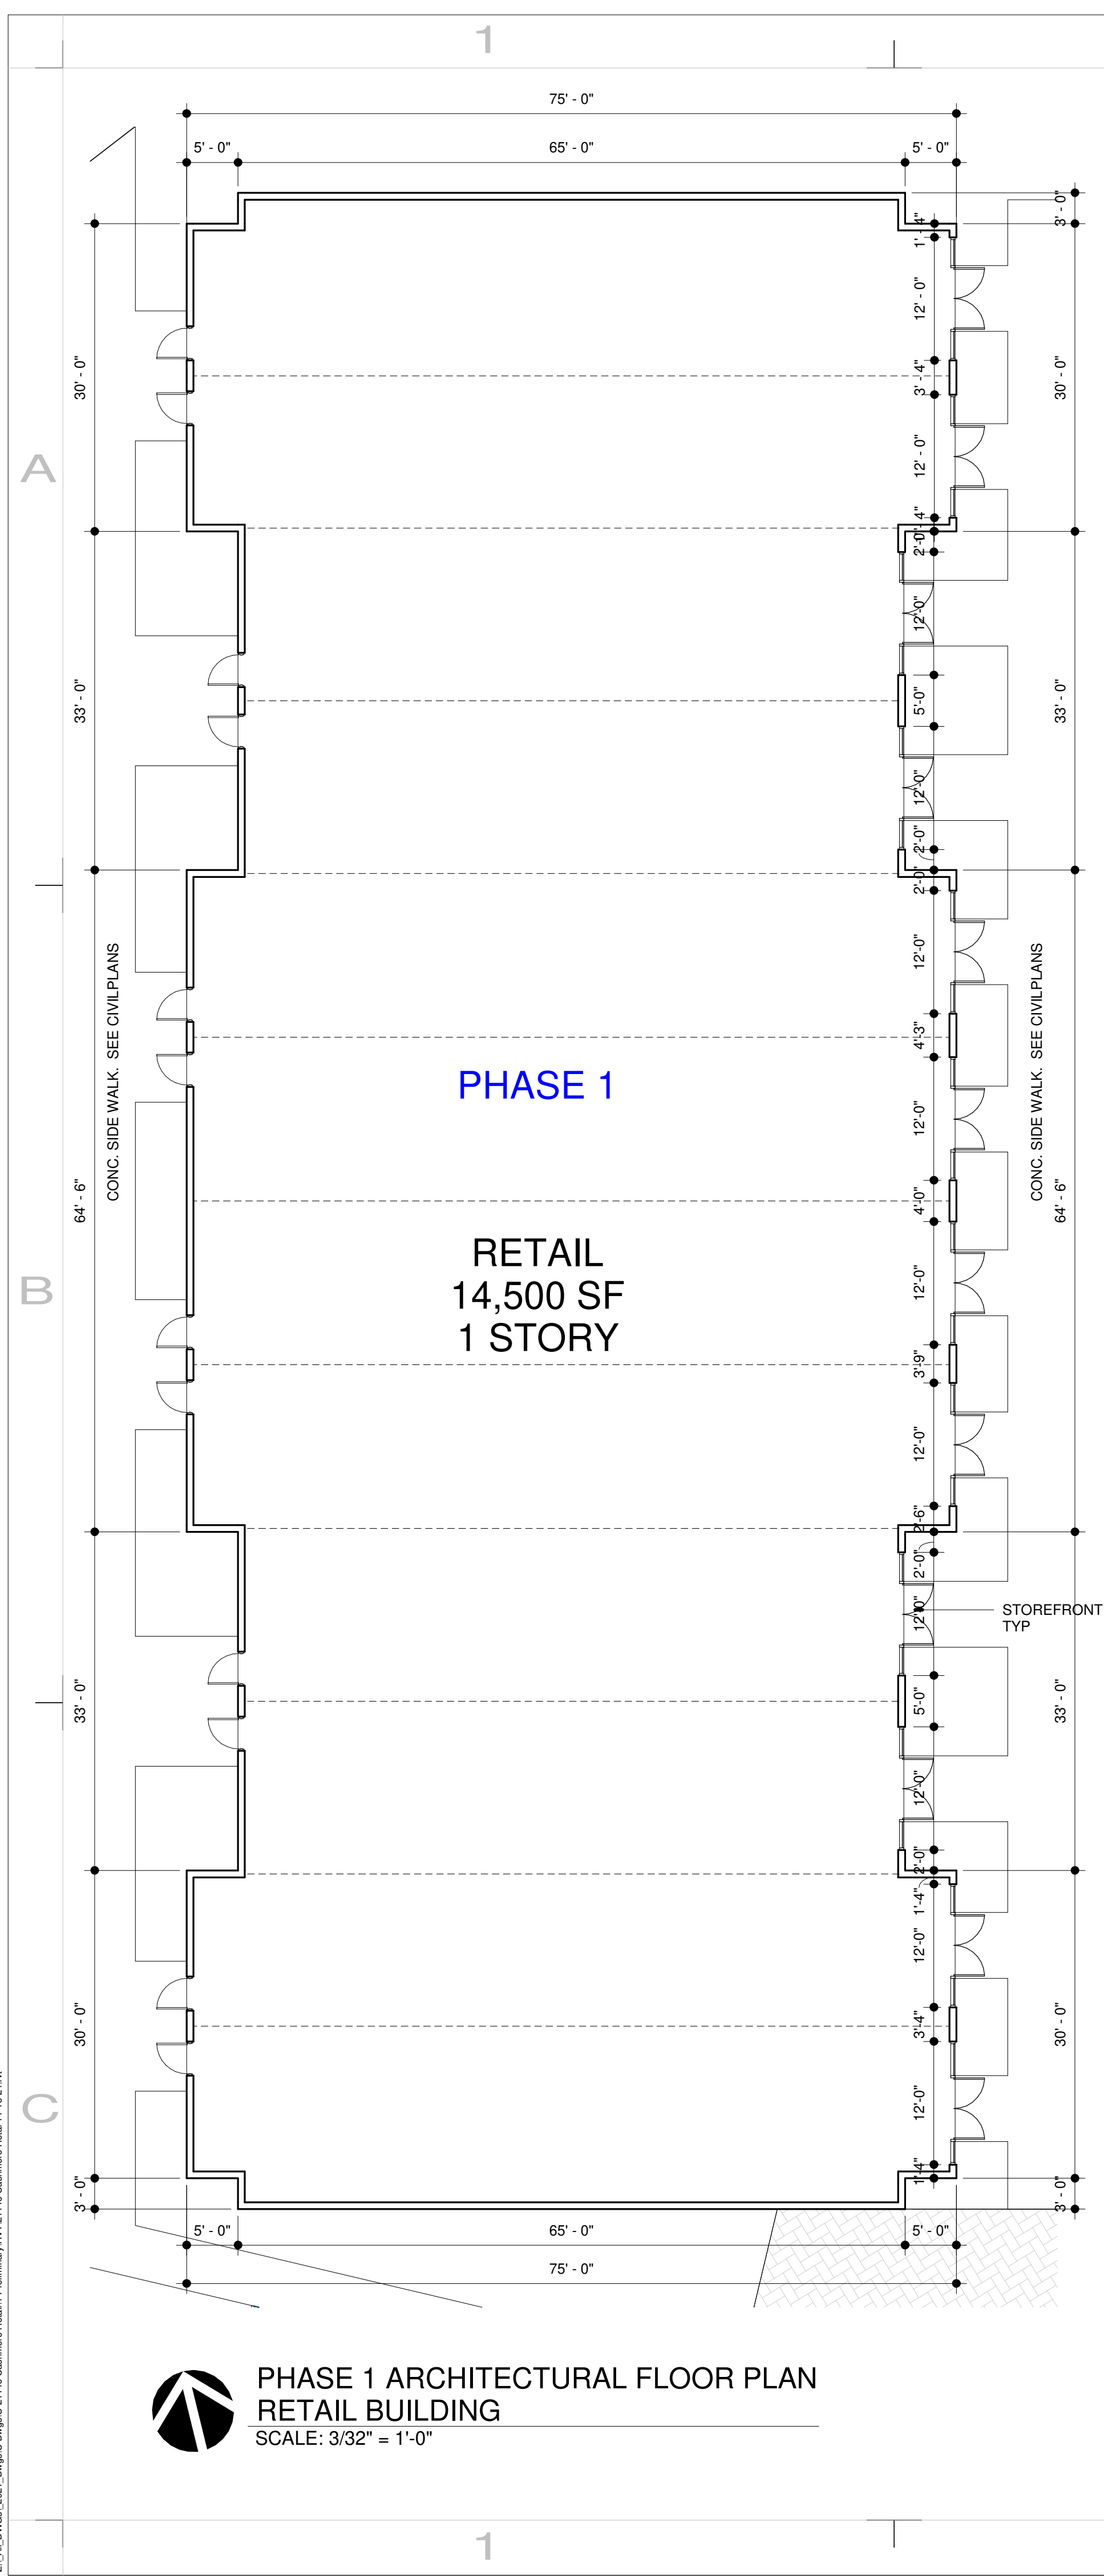 1
75' - 0"
5' - 0"
65' - 0"
5' - 0"
3' - 0"
1' - 4"
12' - 0"
30' - 0"
3' - 4"
30' - 0"
A
12' - 0"
2'-0"
12'-0"
33' - 0"
5'-0"
33' - 0"
12'-0"
2'-0"
2'-0"
12'-0"
CONC. SIDE WALK. SEE CIVILPLANS
CONC. SIDE WALK. SEE CIVILPLANS
4'-3"
PHASE 1
12'-0"
64' - 6"
4'-0"
64' - 6"
RETAIL
14,500 SF
1 STORY
B
12'-0"
3'-9"
12'-0"
2'-6"
2'-0"
12'-0"
STOREFRONT
TYP
33' - 0"
5'-0"
33' - 0"
12'-0"
2'-0"
1'-4"
12'-0"
30' - 0"
3'-4"
30' - 0"
C
12'-0"
1'-4"
3' - 0"
3' - 0"
5' - 0"
65' - 0"
5' - 0"
75' - 0"
PHASE 1 ARCHITECTURAL FLOOR PLAN
RETAIL BUILDING
SCALE: 3/32" = 1'-0"
1